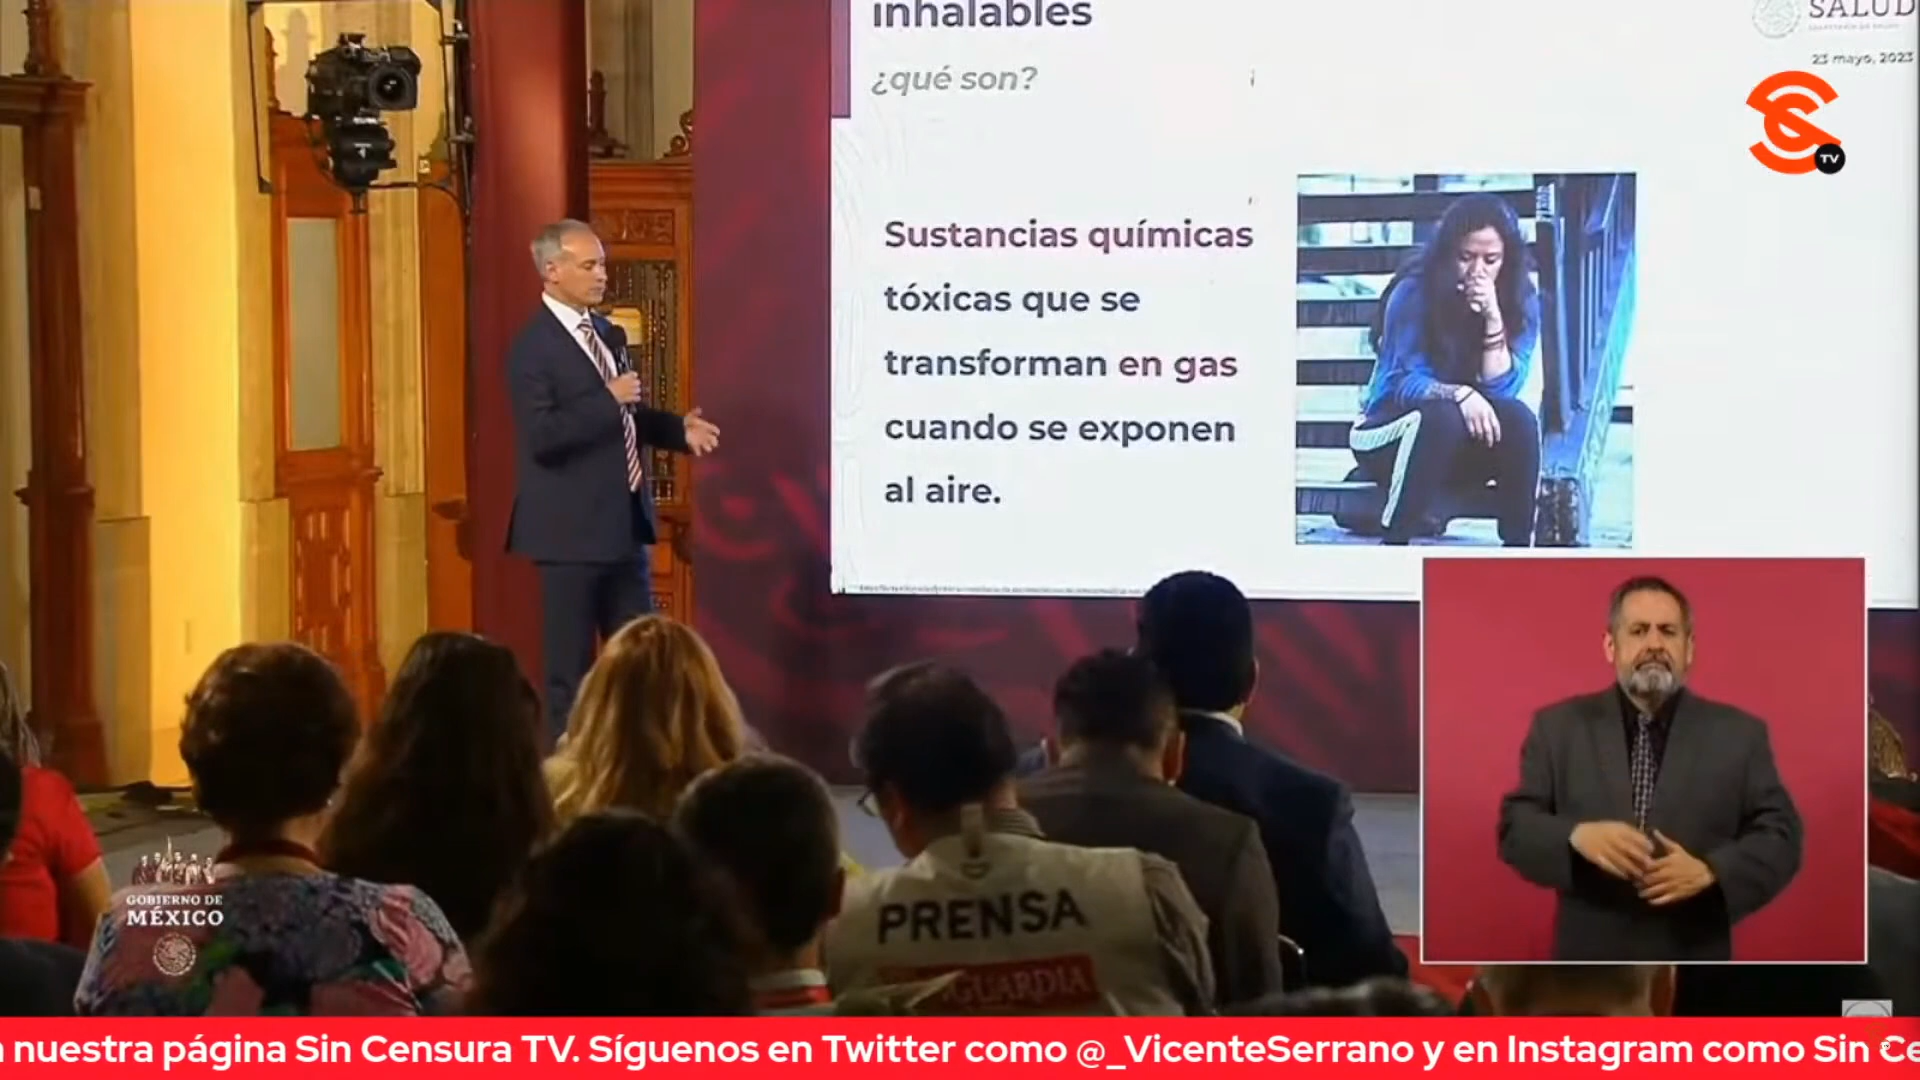 inhalables
¿qué son?
SALUD
23 mayo, 2023
TV
Sustancias químicas
tóxicas que se
transforman en gas
cuando se exponen
al aire.
GOBIERNO DE
MÉXICO
PRENSA
GUARDIA
nuestra página Sin Censura TV. Síguenos en Twitter como @_VicenteSerrano y en Instagram como Sin Ce